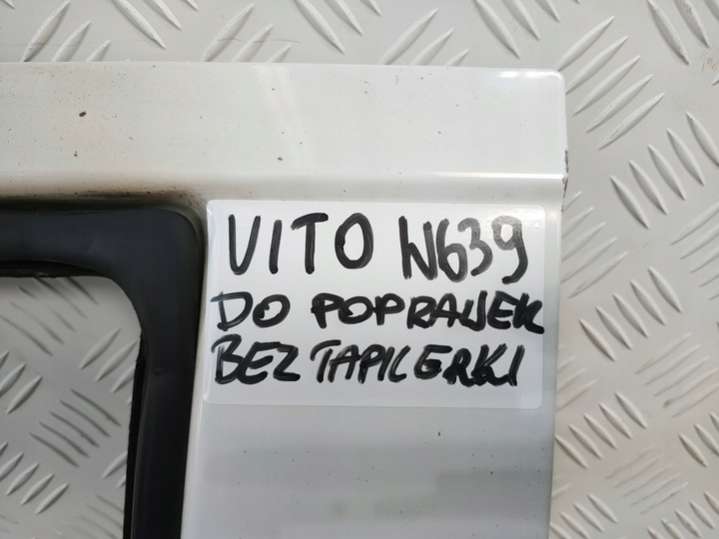 VITO W639
DO POPRAWEK
BEZ TAPICERKI